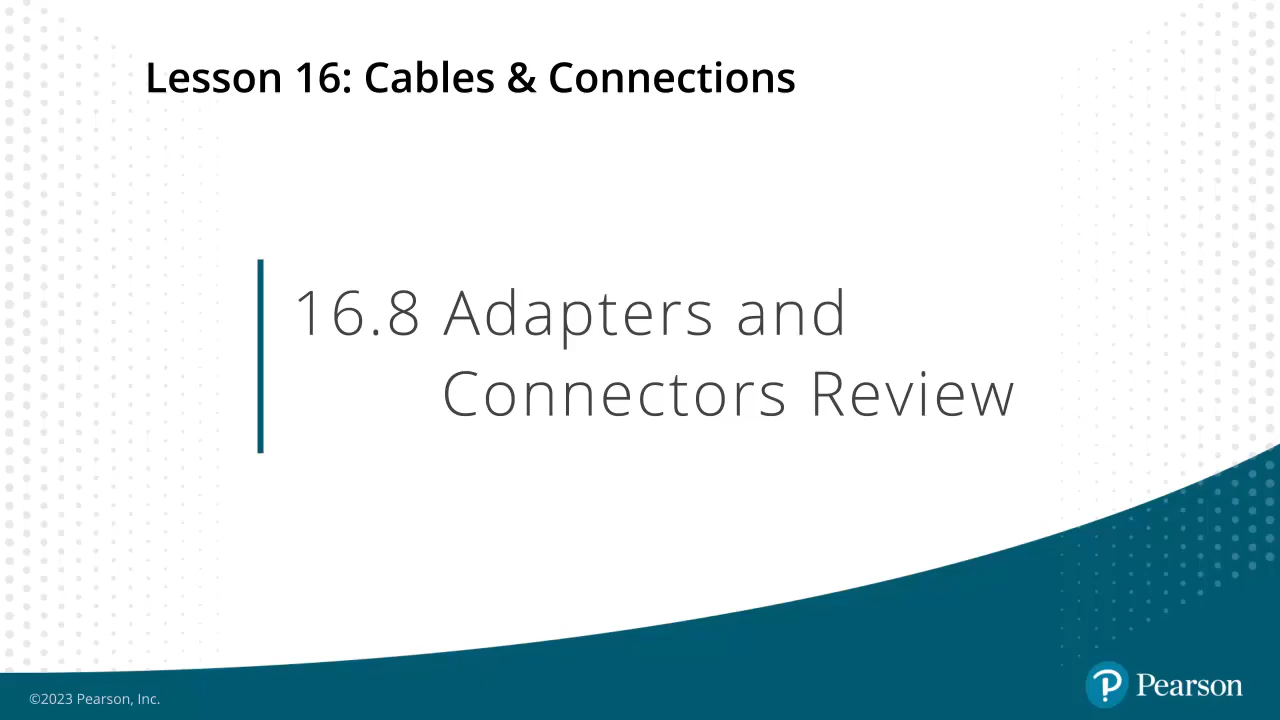 Lesson 16: Cables & Connections
16.8 Adapters and
Connectors Review
©2023 Pearson, Inc.
Pearson